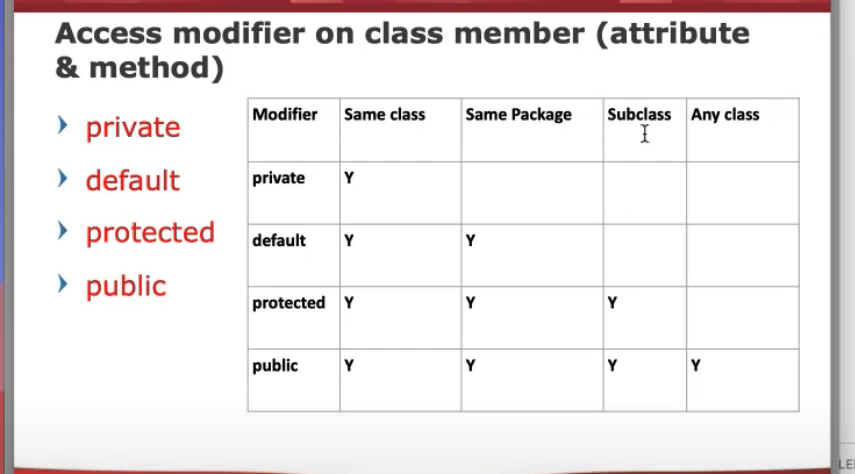 Access modifier on class member (attribute
& method)
private
default
protected
public
Modifier Same class Same Package Subclass Any class
private Y
default Y Y
protected Y Y Y
public Y Y Y Y